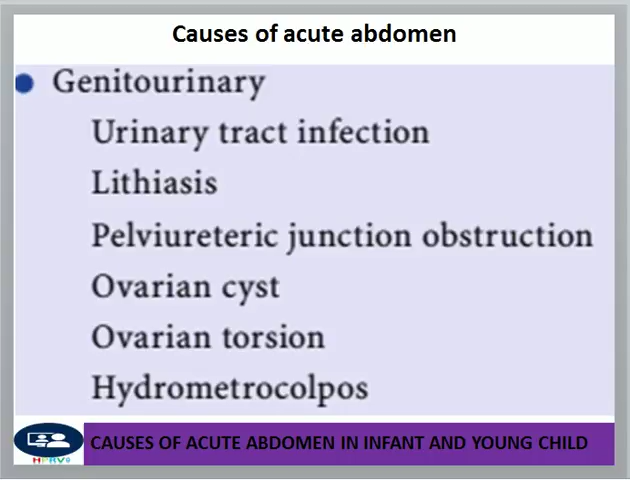 Causes of acute abdomen
Genitourinary
Urinary tract infection
Lithiasis
Pelviureteric junction obstruction
Ovarian cyst
Ovarian torsion
Hydrometrocolpos
CAUSES OF ACUTE ABDOMEN IN INFANT AND YOUNG CHILD